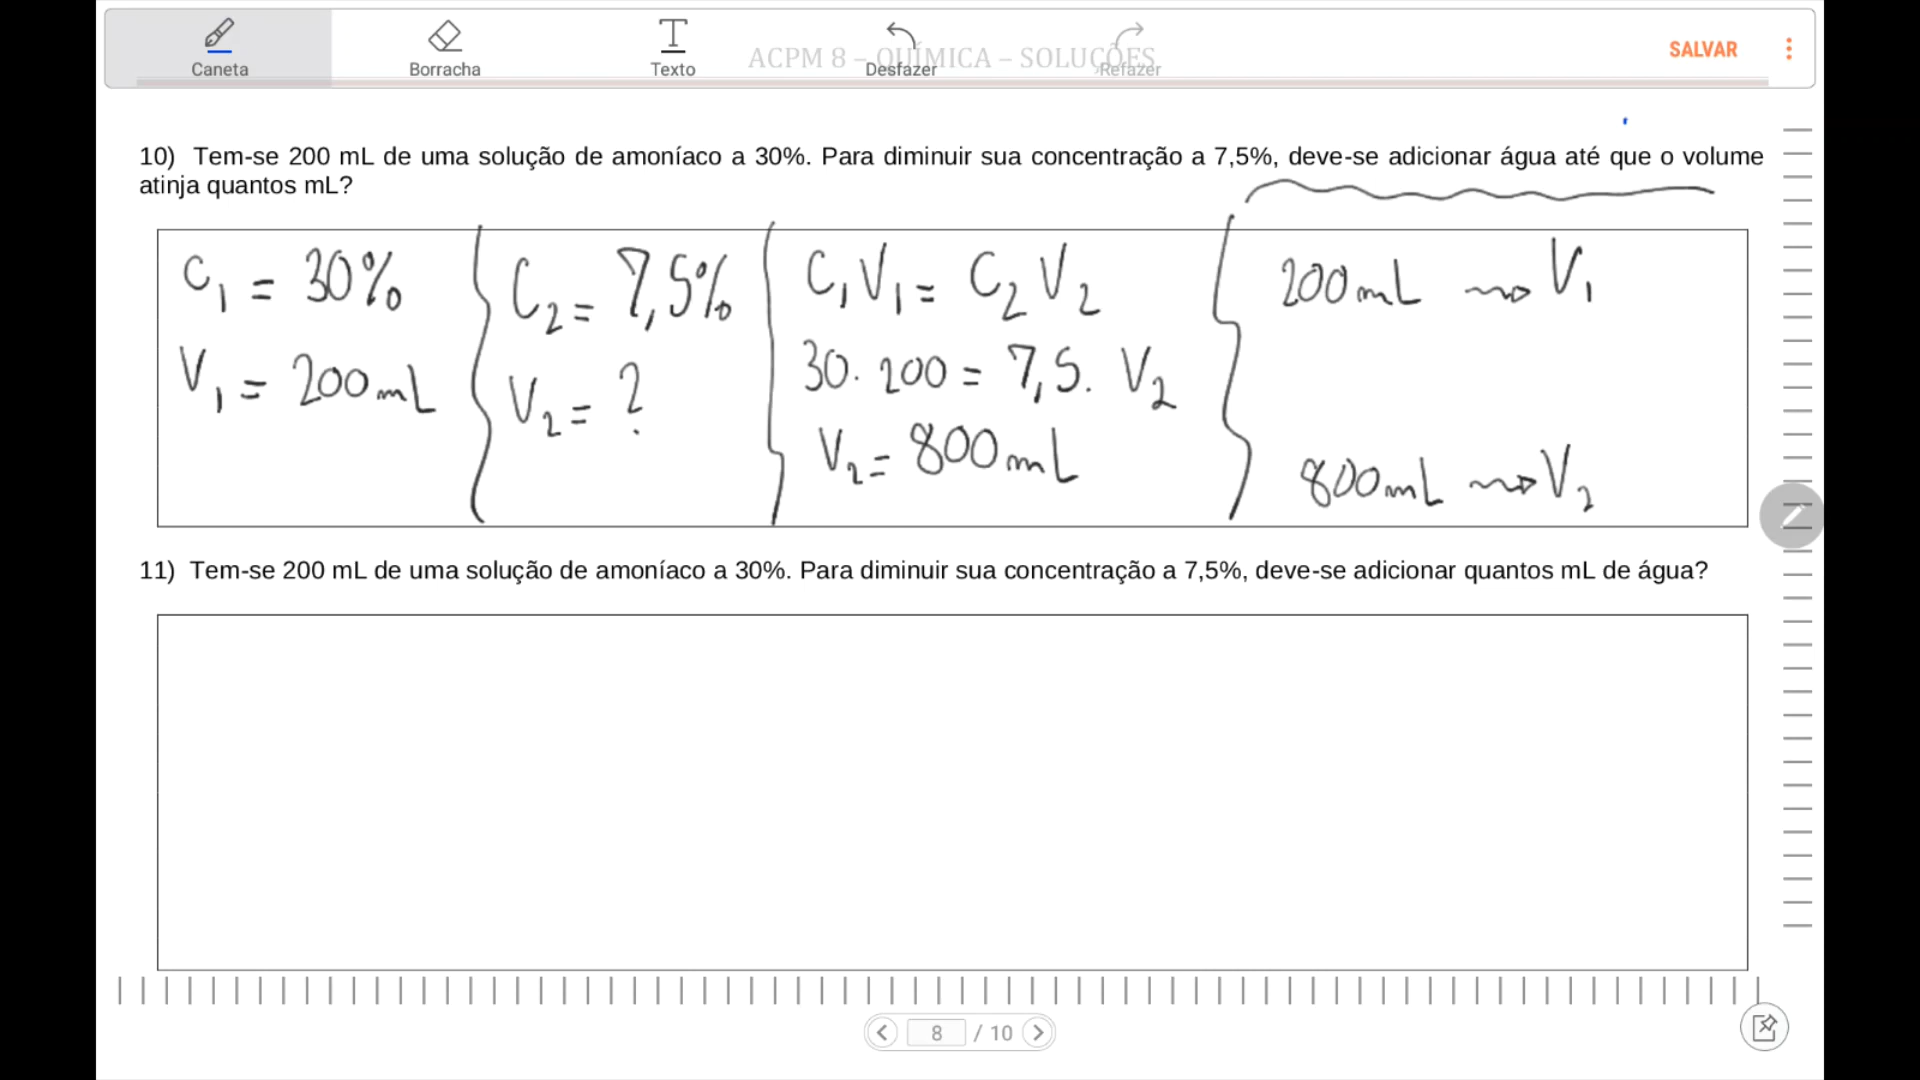 Caneta
Borracha
Texto
Desfazer
Refazer
SALVAR
ACPM 8 – QUÍMICA – SOLUÇÕES
10) Tem-se 200 mL de uma solução de amoníaco a 30%. Para diminuir sua concentração a 7,5%, deve-se adicionar água até que o volume
atinja quantos mL?
C₁ = 30%
V₁ = 200mL
C₂ = 7,5%
V₂ = ?
C₁V₁ = C₂V₂
30. 200 = 7,5. V₂
V₂ = 800mL
200mL ⇝ V₁
800mL ⇝ V₂
11) Tem-se 200 mL de uma solução de amoníaco a 30%. Para diminuir sua concentração a 7,5%, deve-se adicionar quantos mL de água?
8 / 10